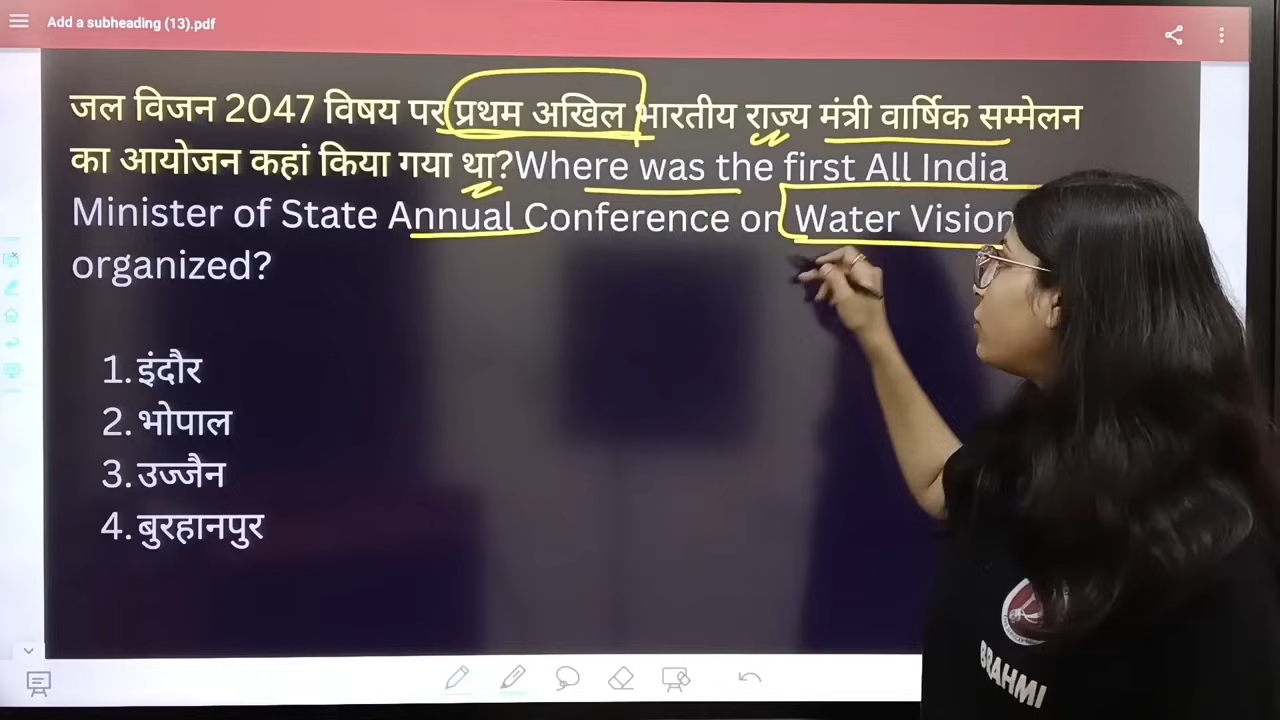 Add a subheading (13).pdf
जल विजन 2047 विषय पर प्रथम अखिल भारतीय राज्य मंत्री वार्षिक सम्मेलन
का आयोजन कहां किया गया था?Where was the first All India
Minister of State Annual Conference on Water Vision
organized?
1. इंदौर
2. भोपाल
3. उज्जैन
4. बुरहानपुर
BRAHMI